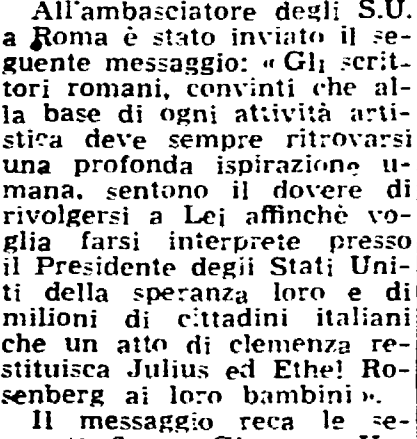 All'ambasciatore degli S.U.
a Roma è stato inviato il se-
guente messaggio: « Gli scrit-
tori romani, convinti che al-
la base di ogni attività arti-
stica deve sempre ritrovarsi
una profonda ispirazione u-
mana, sentono il dovere di
rivolgersi a Lei affinchè vo-
glia farsi interprete presso
il Presidente degli Stati Uni-
ti della speranza loro e di
milioni di cittadini italiani
che un atto di clemenza re-
stituisca Julius ed Ethel Ro-
senberg ai loro bambini ».
Il messaggio reca le se-